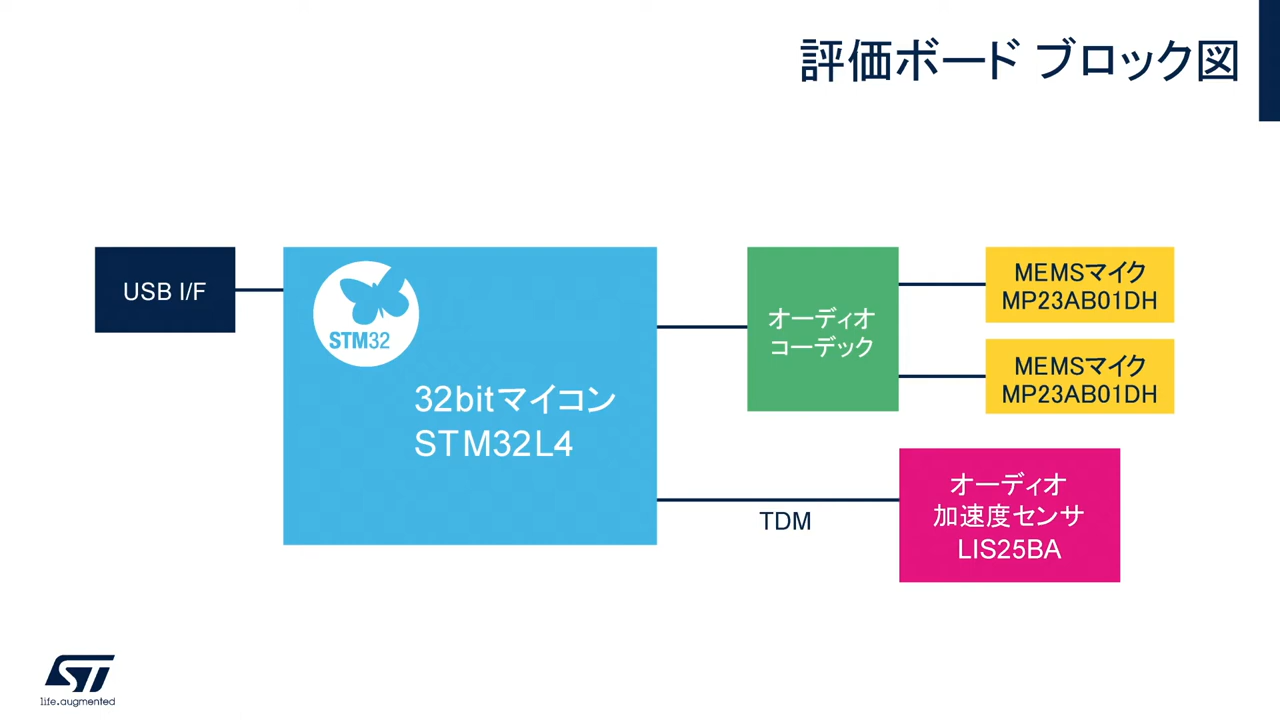 評価ボード ブロック図
USB I/F
STM32
32bitマイコン
STM32L4
オーディオ
コーデック
MEMSマイク
MP23AB01DH
MEMSマイク
MP23AB01DH
TDM
オーディオ
加速度センサ
LIS25BA
ST
life.augmented